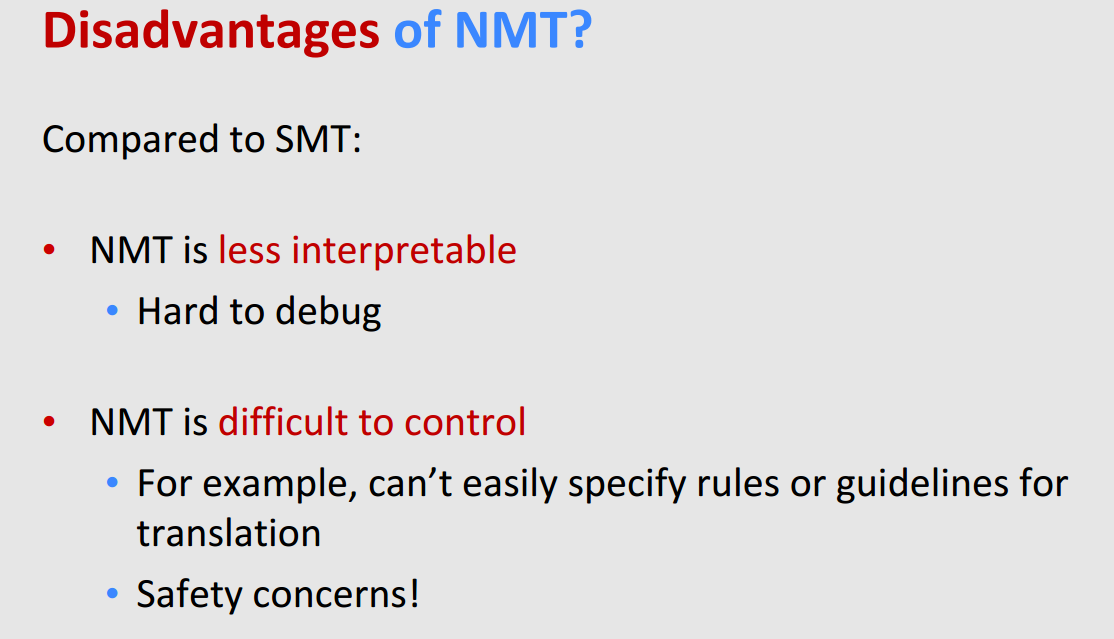 Disadvantages of NMT?
Compared to SMT:
• NMT is less interpretable
• Hard to debug
• NMT is difficult to control
• For example, can’t easily specify rules or guidelines for
translation
• Safety concerns!